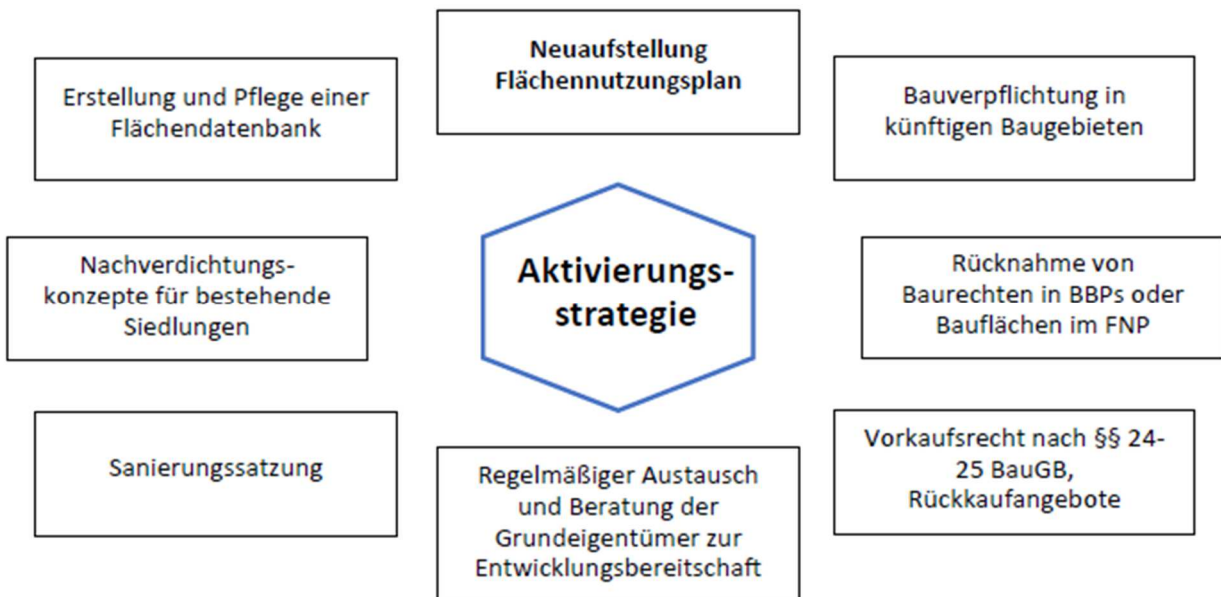 Neuaufstellung
Flächennutzungsplan
Erstellung und Pflege einer
Flächendatenbank
Bauverpflichtung in
künftigen Baugebieten
Nachverdichtungs-
konzepte für bestehende
Siedlungen
Aktivierungs-
strategie
Rücknahme von
Baurechten in BBPs oder
Bauflächen im FNP
Sanierungssatzung
Regelmäßiger Austausch
und Beratung der
Grundeigentümer zur
Entwicklungsbereitschaft
Vorkaufsrecht nach §§ 24-
25 BauGB,
Rückkaufangebote